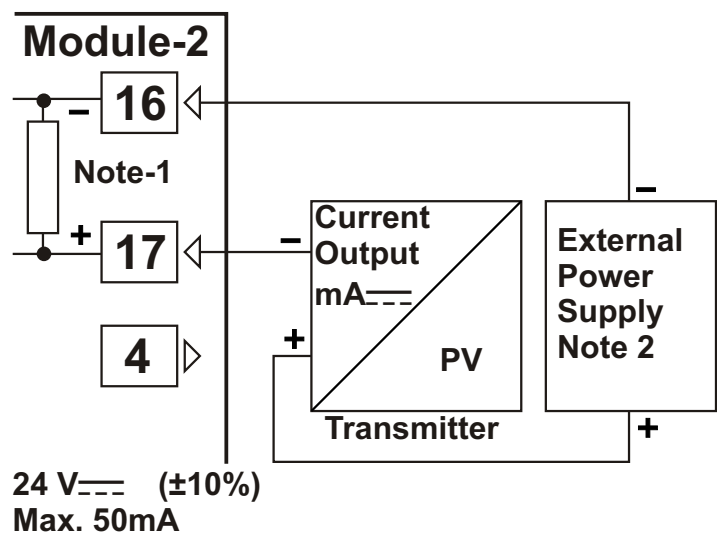 Module-2
− 16
Note-1
+ 17
4
24 V (±10%)
Max. 50mA
− Current
Output
mA
+
PV
Transmitter
−
External
Power
Supply
Note 2
+